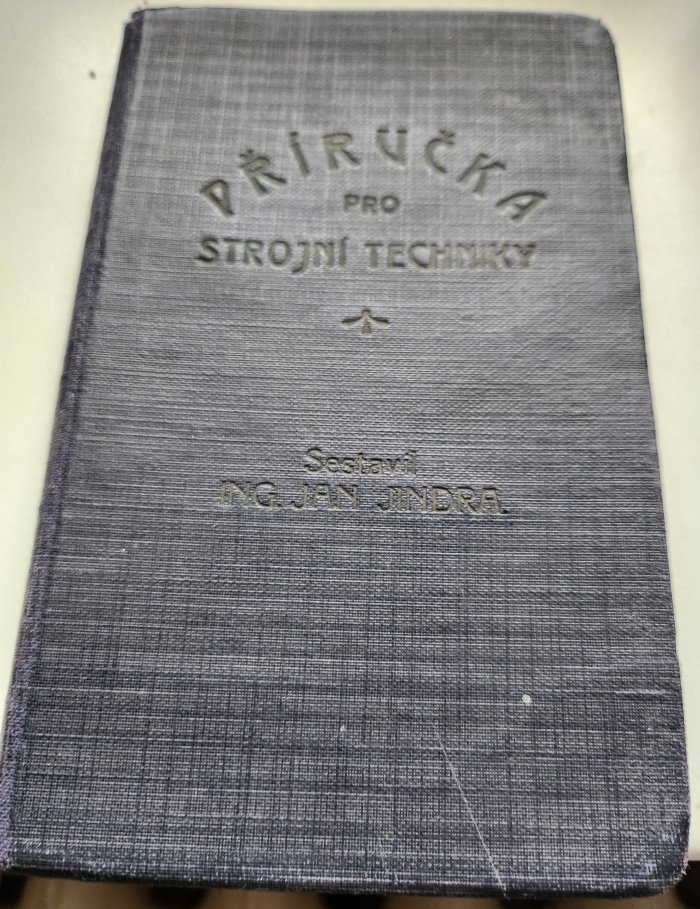 PŘÍRUČKA
PRO
STROJNÍ TECHNIKY
Sestavil
ING. JAN JINDRA.